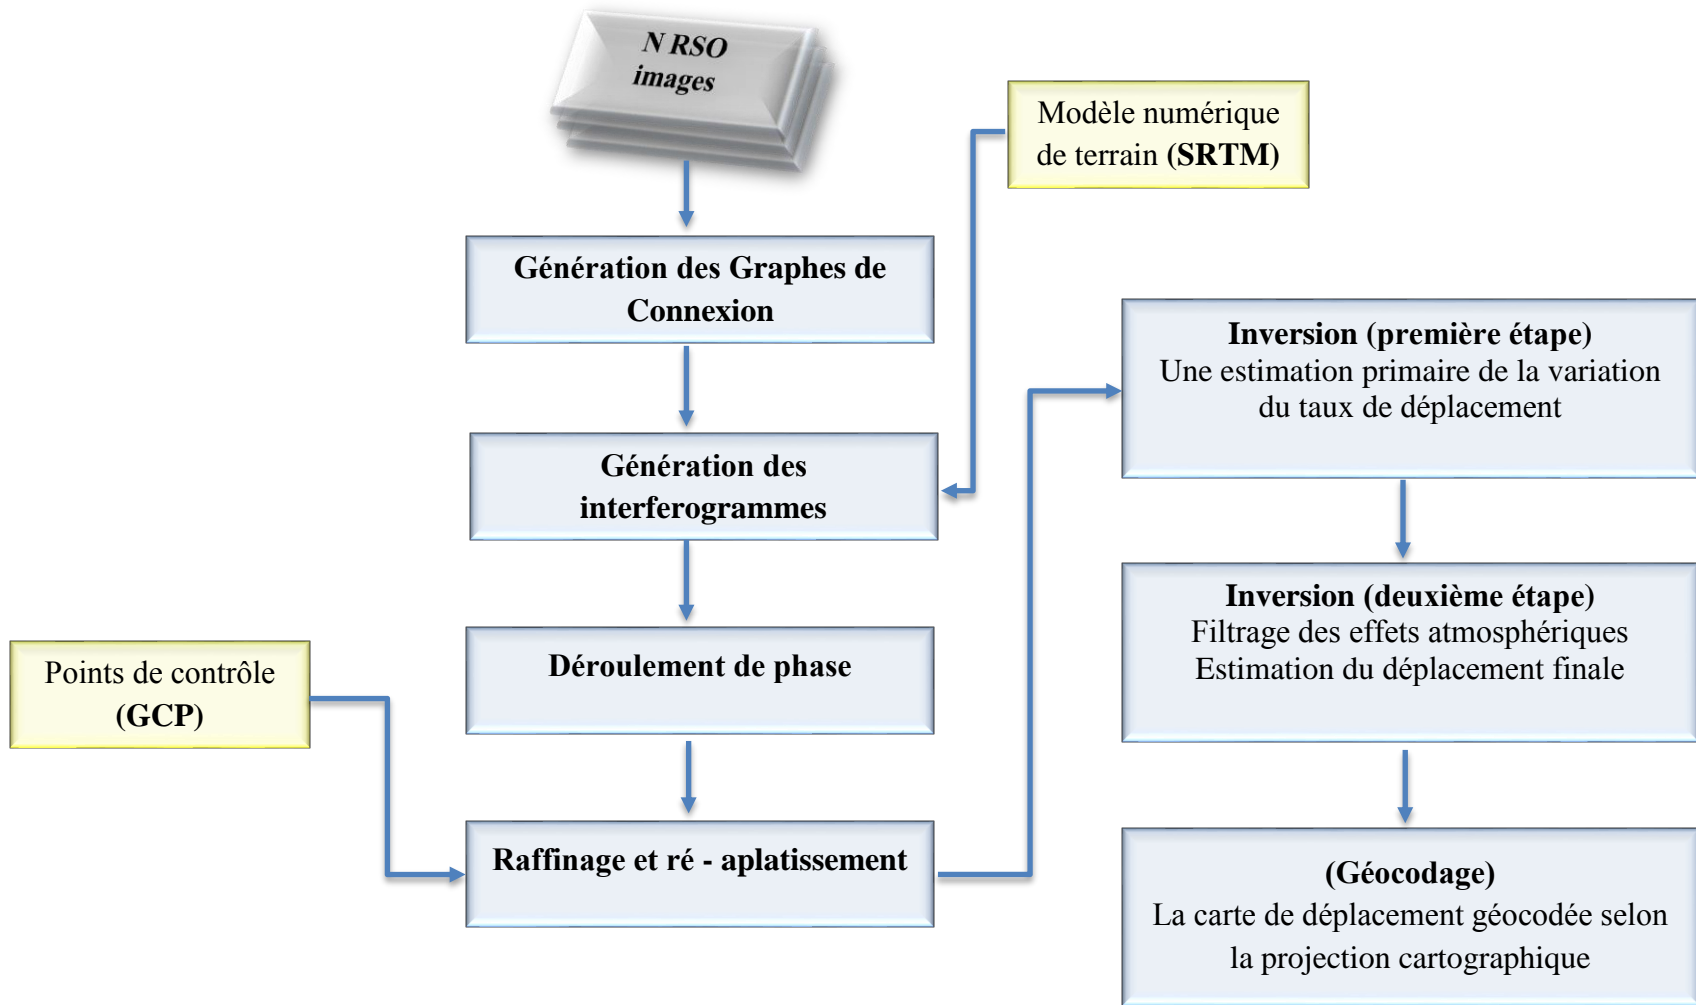 N RSO
images
Modèle numérique
de terrain (SRTM)
Génération des Graphes de
Connexion
Génération des
interferogrammes
Déroulement de phase
Points de contrôle
(GCP)
Raffinage et ré - aplatissement
Inversion (première étape)
Une estimation primaire de la variation
du taux de déplacement
Inversion (deuxième étape)
Filtrage des effets atmosphériques
Estimation du déplacement finale
(Géocodage)
La carte de déplacement géocodée selon
la projection cartographique